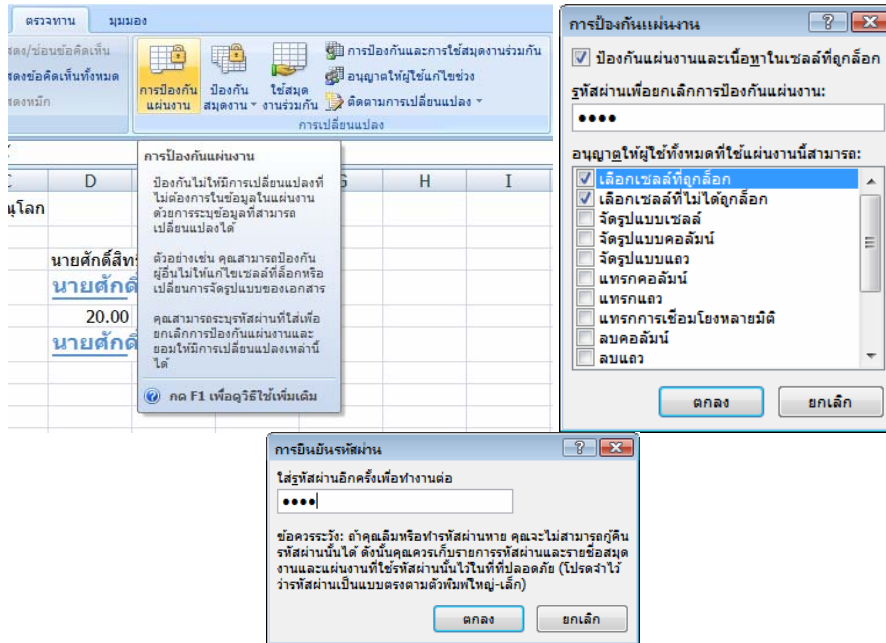 ตรวจทาน มุมมอง
สดง/ซ่อนข้อคิดเห็น
สดงข้อคิดเห็นทั้งหมด
สดงหมึก
การป้องกัน
แผ่นงาน
ป้องกัน
สมุดงาน
ใช้สมุด
งานร่วมกัน
การป้องกันและการใช้สมุดงานร่วมกัน
อนุญาตให้ผู้ใช้แก้ไขช่วง
ติดตามการเปลี่ยนแปลง
การเปลี่ยนแปลง
D H I
ณุโลก
นายศักดิ์สิทธ
นายศักดิ์
20.00
นายศักดิ์
การป้องกันแผ่นงาน
ป้องกันไม่ให้มีการเปลี่ยนแปลงที่
ไม่ต้องการในข้อมูลในแผ่นงาน
ด้วยการระบุข้อมูลที่สามารถ
เปลี่ยนแปลงได้
ตัวอย่างเช่น คุณสามารถป้องกัน
ผู้อื่นไม่ให้แก้ไขเซลล์ที่ล็อกหรือ
เปลี่ยนการจัดรูปแบบของเอกสาร
คุณสามารถระบุรหัสผ่านที่ใส่เพื่อ
ยกเลิกการป้องกันแผ่นงานและ
ยอมให้มีการเปลี่ยนแปลงเหล่านี้
ได้
กด F1 เพื่อดูวิธีใช้เพิ่มเติม
การป้องกันแผ่นงาน
ป้องกันแผ่นงานและเนื้อหาในเซลล์ที่ถูกล็อก
รหัสผ่านเพื่อยกเลิกการป้องกันแผ่นงาน:
••••
อนุญาตให้ผู้ใช้ทั้งหมดที่ใช้แผ่นงานนี้สามารถ:
เลือกเซลล์ที่ถูกล็อก
เลือกเซลล์ที่ไม่ได้ถูกล็อก
จัดรูปแบบเซลล์
จัดรูปแบบคอลัมน์
จัดรูปแบบแถว
แทรกคอลัมน์
แทรกแถว
แทรกการเชื่อมโยงหลายมิติ
ลบคอลัมน์
ลบแถว
ตกลง ยกเลิก
การยืนยันรหัสผ่าน
ใส่รหัสผ่านอีกครั้งเพื่อทำงานต่อ
••••
ข้อควรระวัง: ถ้าคุณลืมหรือทำรหัสผ่านหาย คุณจะไม่สามารถกู้คืน
รหัสผ่านนั้นได้ ดังนั้นคุณควรเก็บรายการรหัสผ่านและรายชื่อสมุด
งานและแผ่นงานที่ใช้รหัสผ่านนั้นไว้ในที่ที่ปลอดภัย (โปรดจำไว้
ว่ารหัสผ่านเป็นแบบตรงตามตัวพิมพ์ใหญ่-เล็ก)
ตกลง ยกเลิก